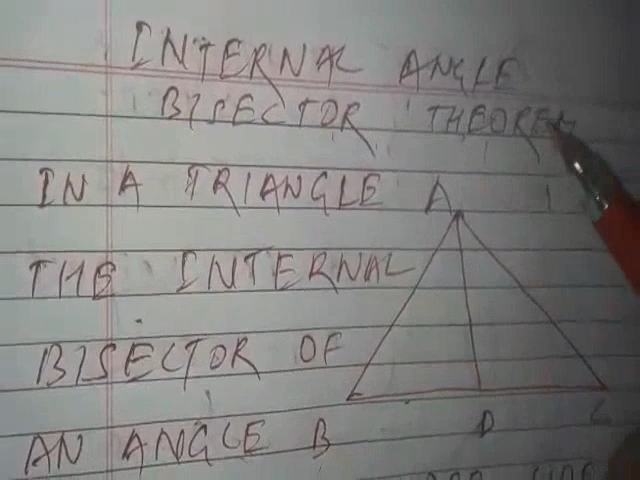 INTERNAL ANGLE
BISECTOR THEOREM
IN A TRIANGLE A
THE INTERNAL
BISECTOR OF
AN ANGLE B D C